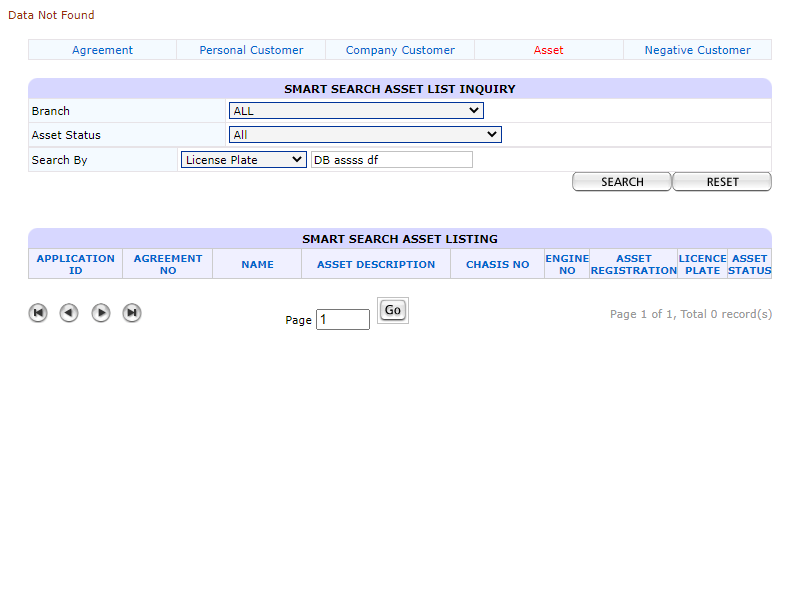 Data Not Found
Agreement Personal Customer Company Customer Asset Negative Customer
SMART SEARCH ASSET LIST INQUIRY
Branch ALL
Asset Status All
Search By License Plate DB assss df
SEARCH RESET
SMART SEARCH ASSET LISTING
APPLICATION ID AGREEMENT NO NAME ASSET DESCRIPTION CHASIS NO ENGINE NO ASSET REGISTRATION LICENCE PLATE ASSET STATUS
Page 1 Go Page 1 of 1, Total 0 record(s)